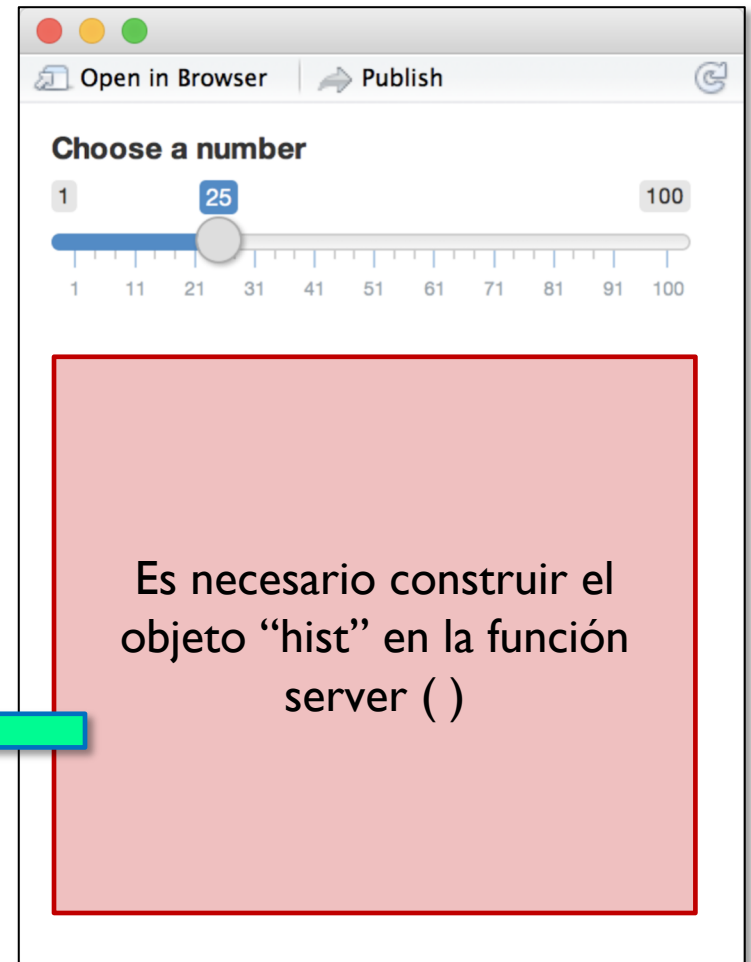 Open in Browser Publish
Choose a number
1 25 100
1 11 21 31 41 51 61 71 81 91 100
Es necesario construir el
objeto “hist” en la función
server ( )